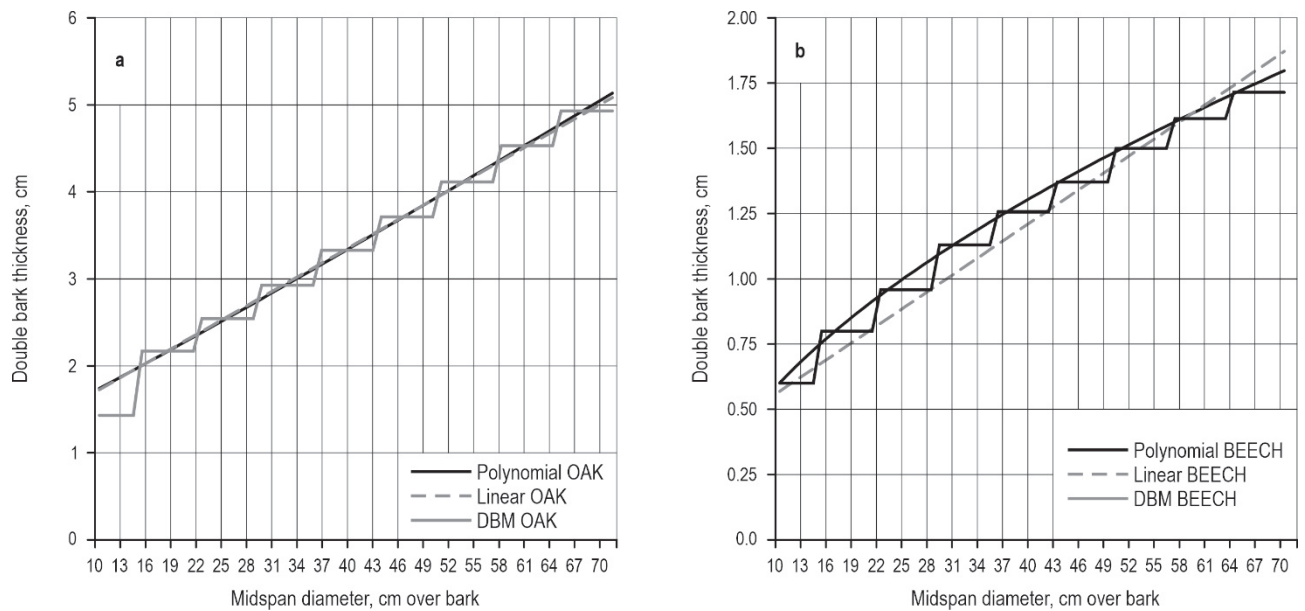 a
Double bark thickness, cm
6
5
4
3
2
1
0
10 13 16 19 22 25 28 31 34 37 40 43 46 49 52 55 58 61 64 67 70
Midspan diameter, cm over bark
Polynomial OAK
Linear OAK
DBM OAK
b
Double bark thickness, cm
2.00
1.75
1.50
1.25
1.00
0.75
0.50
0.25
0.00
10 13 16 19 22 25 28 31 34 37 40 43 46 49 52 55 58 61 64 67 70
Midspan diameter, cm over bark
Polynomial BEECH
Linear BEECH
DBM BEECH